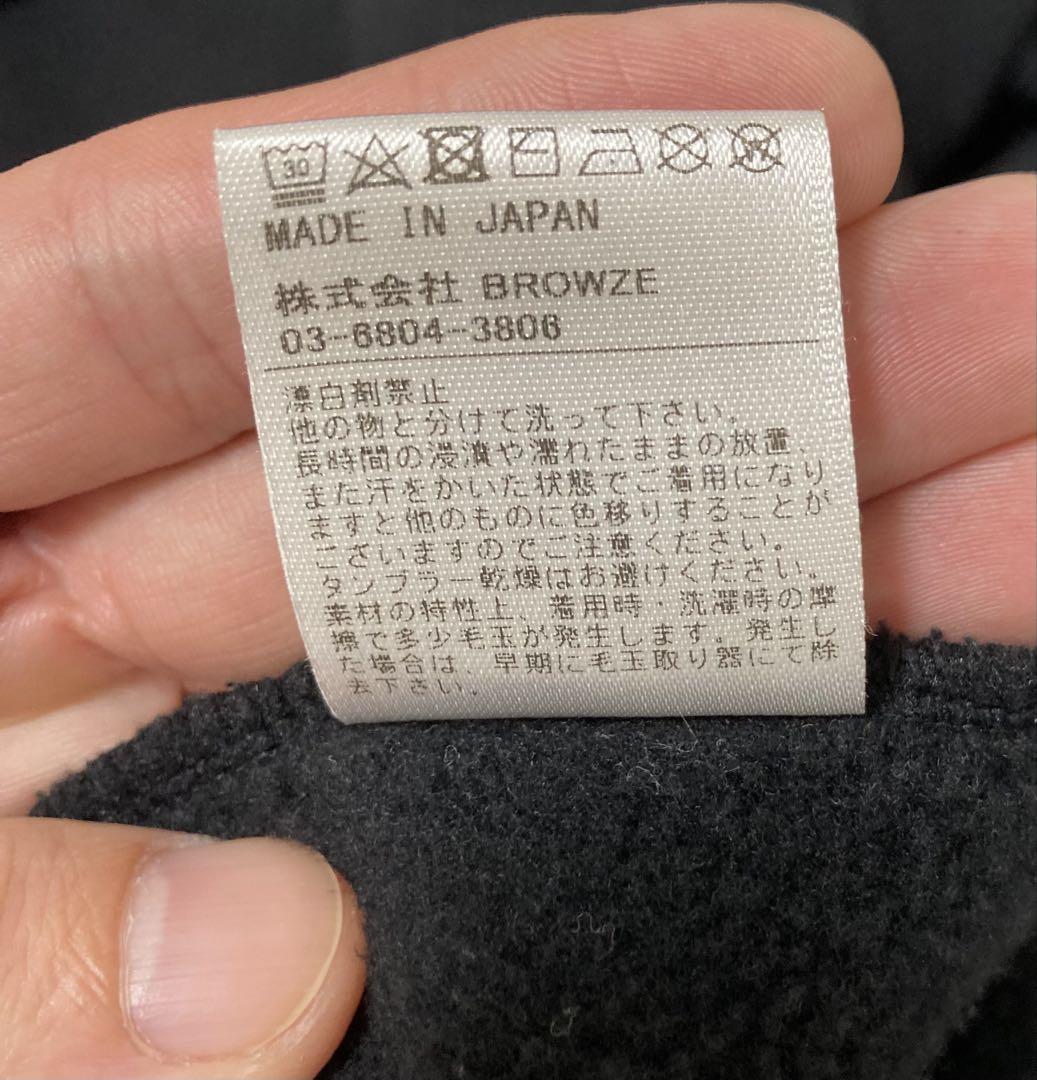 30
MADE IN JAPAN
株式会社 BROWZE
03-6804-3806
漂白剤禁止
他の物と分けて洗って下さい。
長時間の浸漬や濡れたままの放置、
また汗をかいた状態でご着用になり
ますと他のものに色移りすることが
ございますのでご注意ください。
タンブラー乾燥はお避けください。
素材の特性上、着用時・洗濯時の摩
擦で多少毛玉が発生します。発生し
た場合は、早期に毛玉取り器にて除
去下さい。